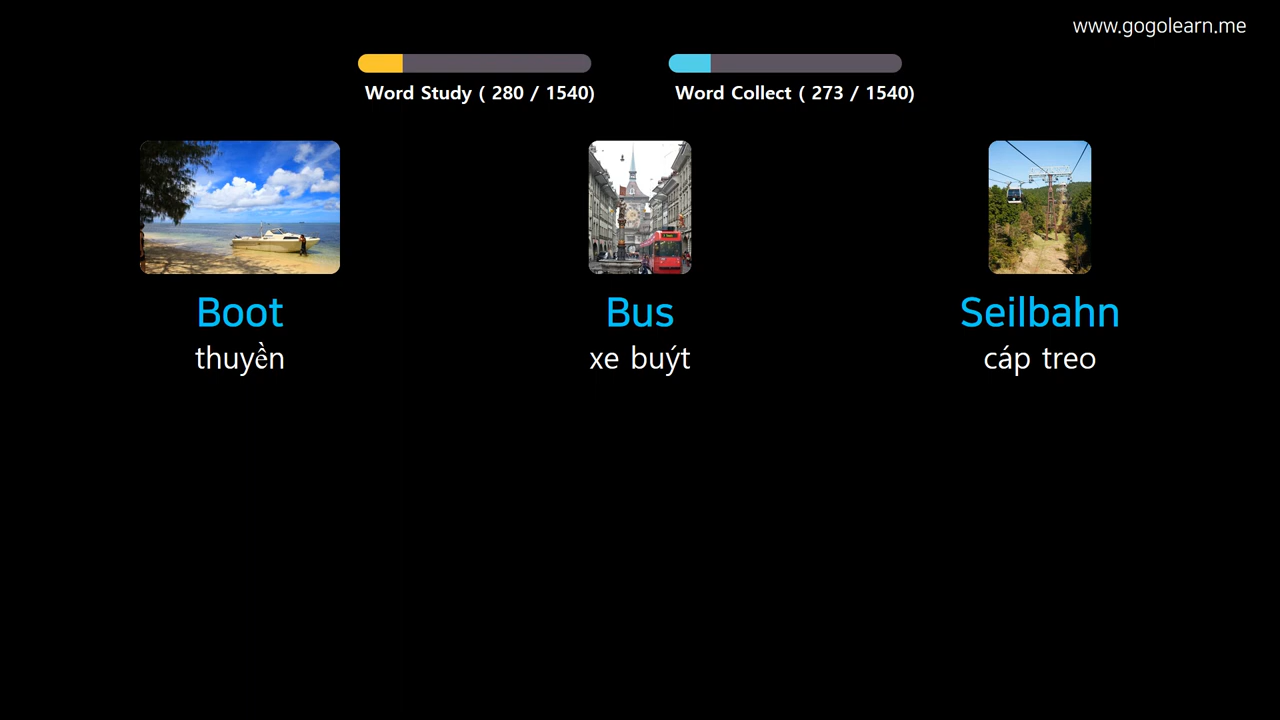 www.gogolearn.me
Word Study ( 280 / 1540)
Word Collect ( 273 / 1540)
Boot
thuyền
Bus
xe buýt
Seilbahn
cáp treo